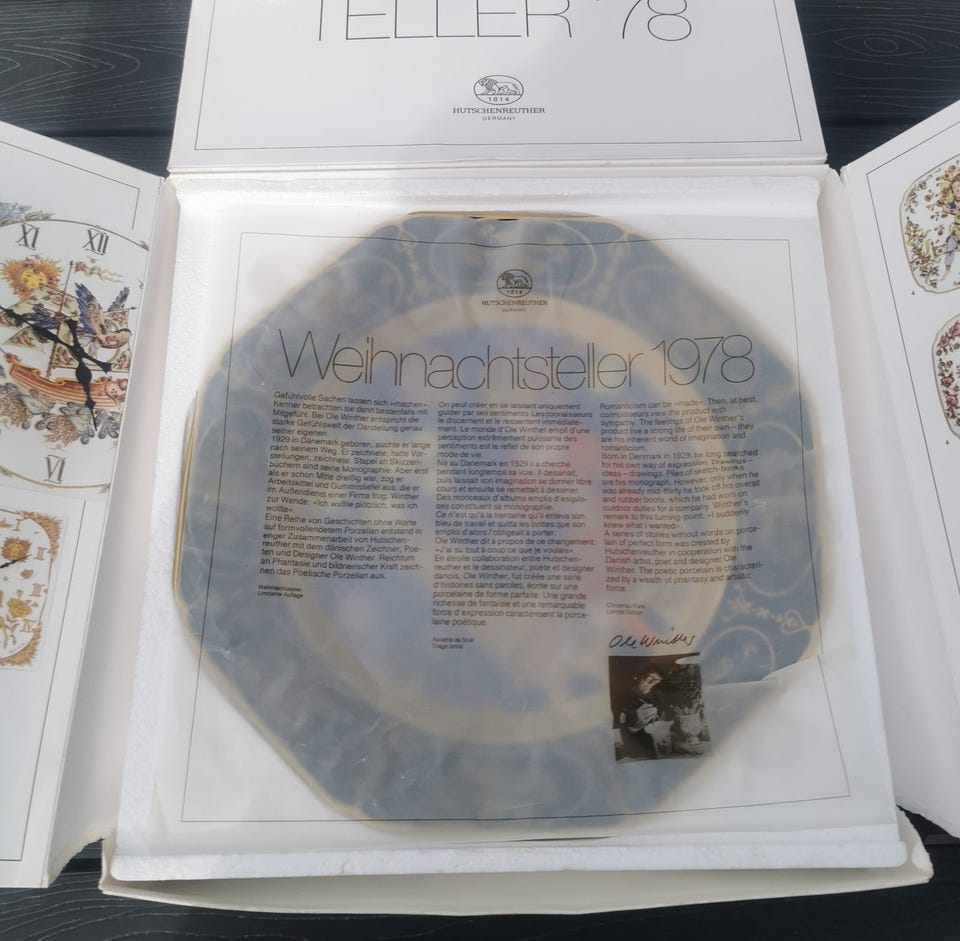 TELLER '78
1814
HUTSCHENREUTHER
GERMANY
XI
XII
VI
II
III
1814
HUTSCHENREUTHER
GERMANY
Weihnachtsteller 1978
Gefühlvolle Sachen lassen sich »machen«.
Kenner betrachten sie dann bestenfalls mit
Mitgefühl. Bei Ole Winther entspricht die
starke Gefühlswelt der Darstellung genau
seiner eigenen.
1929 in Dänemark geboren, suchte er lange
nach seinem Weg. Er zeichnete, hatte Vor-
stellungen, zeichnete. Stapel an Skizzen-
büchern sind seine Monographie. Aber erst
als er schon Mitte dreißig war, zog er
Arbeitskittel und Gummistiefel aus, die er
im Außendienst einer Firma trug. Winther
zur Wende: »Ich wußte plötzlich, was ich
wollte«.
Eine Reihe von Geschichten ohne Worte
auf formvollendetem Porzellan entstand in
enger Zusammenarbeit von Hutschen-
reuther mit dem dänischen Zeichner, Poe-
ten und Designer Ole Winther. Reichtum
an Phantasie und bildnerischer Kraft zeich-
nen das Poetische Porzellan aus.
Weihnachtsteller
Limitierte Auflage
On peut créer en se laissant uniquement
guider par ses sentiments. Les connaisseurs
le discernent et le ressentent immédiate-
ment. Le monde d'Ole Winther empli d'une
perception extrêmement puissante des
sentiments est le reflet de son propre
mode de vie.
Né au Danemark en 1929 il a cherché
pendant longtemps sa voie. Il dessinait,
puis laissait son imagination se donner libre
cours et ensuite se remettait à dessiner.
Des monceaux d'albums emplis d'esquis-
ses constituent sa monographie.
Ce n'est qu'à la trentaine qu'il enleva son
bleu de travail et quitta les bottes que son
emploi d'alors l'obligeait à porter.
Ole Winther dit à propos de ce changement:
»J'ai su tout à coup ce que je voulais«.
En étroite collaboration entre Hutschen-
reuther et le dessinateur, poète et designer
danois, Ole Winther, fut créée une série
d'histoires sans paroles, écrite sur une
porcelaine de forme parfaite. Une grande
richesse de fantaisie et une remarquable
force d'expression caractérisent la porce-
laine poétique.
Assiette de Noël
Tirage limité
Romanticism can be »made«. Then, at best,
connoisseurs view the product with
sympathy. The feelings of Ole Winther's
product live a strong life of their own – they
are his inherent world of imagination and
romanticism.
Born in Denmark in 1929, he long searched
for his own way of expression. Drawings –
ideas – drawings. Piles of sketch-books
are his monograph. However, only when he
was already mid-thirty he took off his overall
and rubber boots, which he had worn on
outdoor duties for a company. Winther's
remark to this turning-point: »I suddenly
knew what I wanted«.
A series of stories without words on porce-
lain of perfect form was created by
Hutschenreuther in cooperation with the
Danish artist, poet and designer Ole
Winther. The poetic porcelain is characteri-
zed by a wealth of phantasy and artistic
force.
Christmas Plate
Limited Edition
Ole Winther